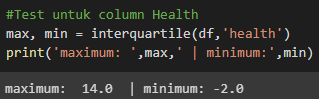 #Test untuk column Health
max, min = interquartile(df,'health')
print('maximum: ',max,' | minimum:',min)
maximum:  14.0  | minimum: -2.0